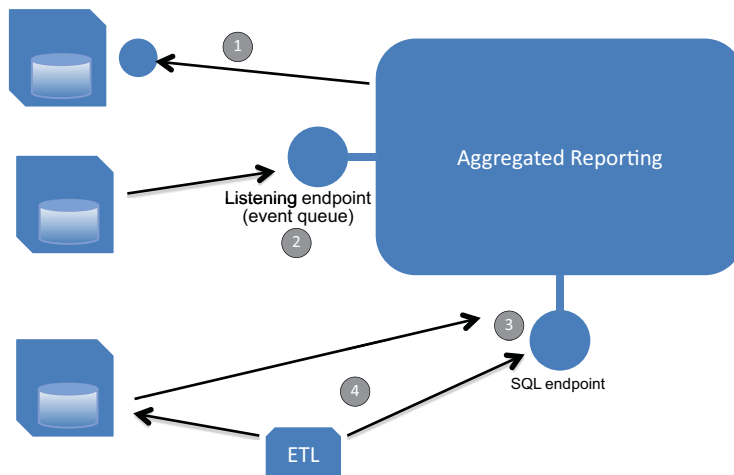 1
Aggregated Reporting
Listening endpoint
(event queue)
2
3
SQL endpoint
4
ETL